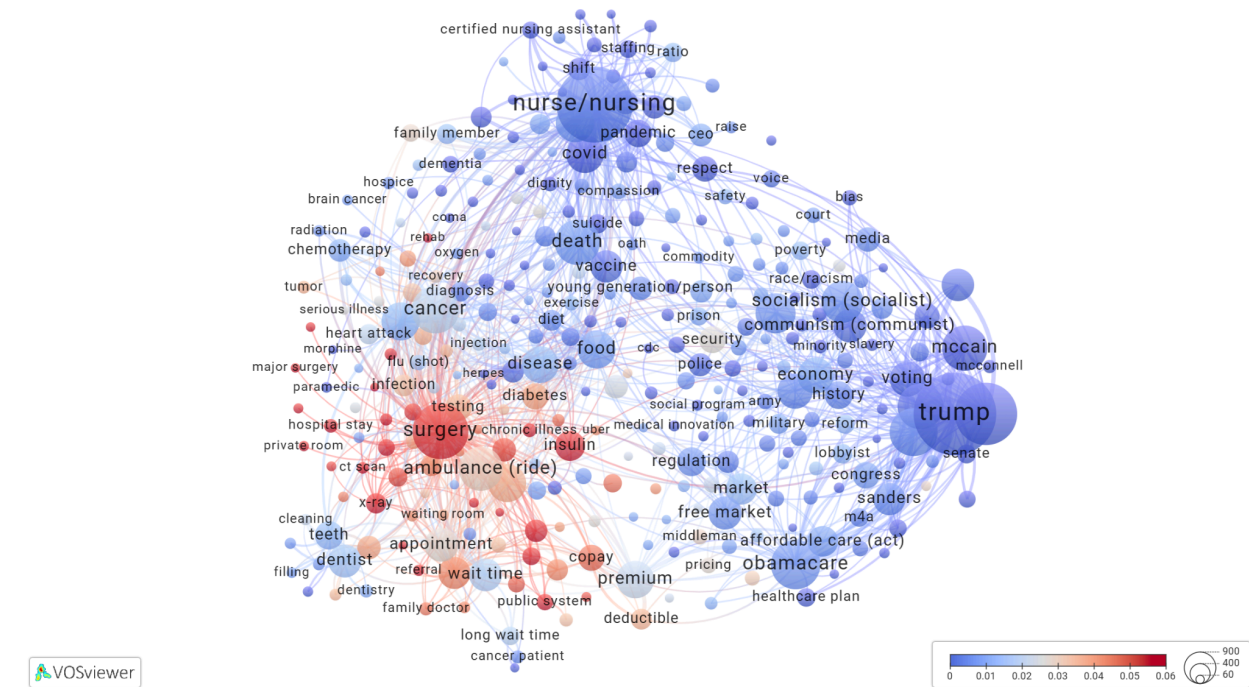 certified nursing assistant
staffing ratio
shift
nurse/nursing
family member
pandemic ceo raise
covid
dementia
respect
hospice
dignity compassion
voice
brain cancer
safety
bias
coma
court
radiation
rehab
suicide
chemotherapy
oxygen
death oath
media
commodity
poverty
vaccine
recovery
race/racism
tumor
diagnosis
young generation/person
serious illness
cancer
exercise
socialism (socialist)
diet
prison
heart attack
communism (communist)
morphine
injection
security
minority slavery
mccain
flu (shot)
food
cdc
major surgery
disease
police
mcconnell
paramedic
infection
herpes
economy
voting
diabetes
history
testing
social program army
trump
hospital stay
surgery chronic illness uber medical innovation
military reform
private room
insulin
lobbyist
senate
ct scan
ambulance (ride)
regulation
congress
market
x-ray
sanders
waiting room
free market
cleaning
m4a
teeth
middleman affordable care (act)
appointment
dentist
copay
pricing obamacare
filling
referral wait time
premium
dentistry
healthcare plan
family doctor
public system
deductible
long wait time
cancer patient
VOSviewer
0 0.01 0.02 0.03 0.04 0.05 0.06
900
400
60